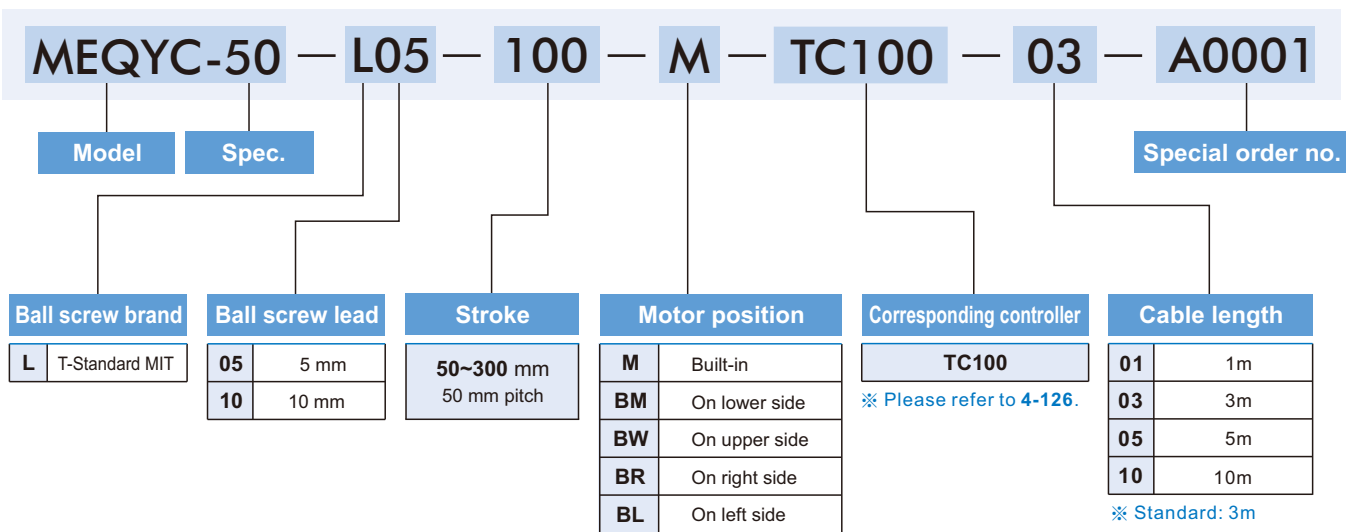 MEQYC-50 — L05 — 100 — M — TC100 — 03 — A0001
Model
Spec.
Special order no.
Ball screw brand
L T-Standard MIT
Ball screw lead
05 5 mm
10 10 mm
Stroke
50~300 mm
50 mm pitch
Motor position
M Built-in
BM On lower side
BW On upper side
BR On right side
BL On left side
Corresponding controller
TC100
※ Please refer to 4-126.
Cable length
01 1m
03 3m
05 5m
10 10m
※ Standard: 3m